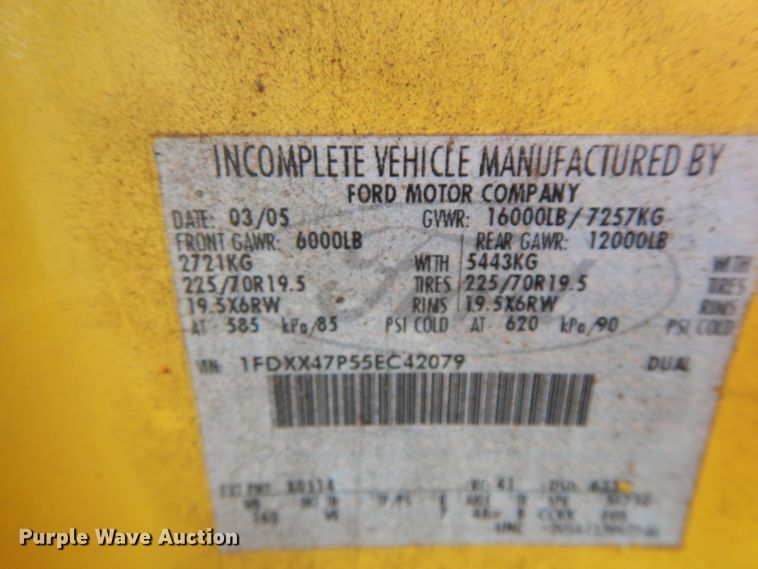 INCOMPLETE VEHICLE MANUFACTURED BY
FORD MOTOR COMPANY
DATE: 03/05 GVWR: 16000LB/7257KG
FRONT GAWR: 6000LB REAR GAWR: 12000LB
2721KG WITH 5443KG WITH
225/70R19.5 TIRES 225/70R19.5 TIRES
19.5X6RW RIMS 19.5X6RW RIMS
AT 585 kPa/85 PSI COLD AT 620 kPa/90 PSI COLD
VIN: 1FDXX47P55EC42079 DUAL
Purple Wave Auction